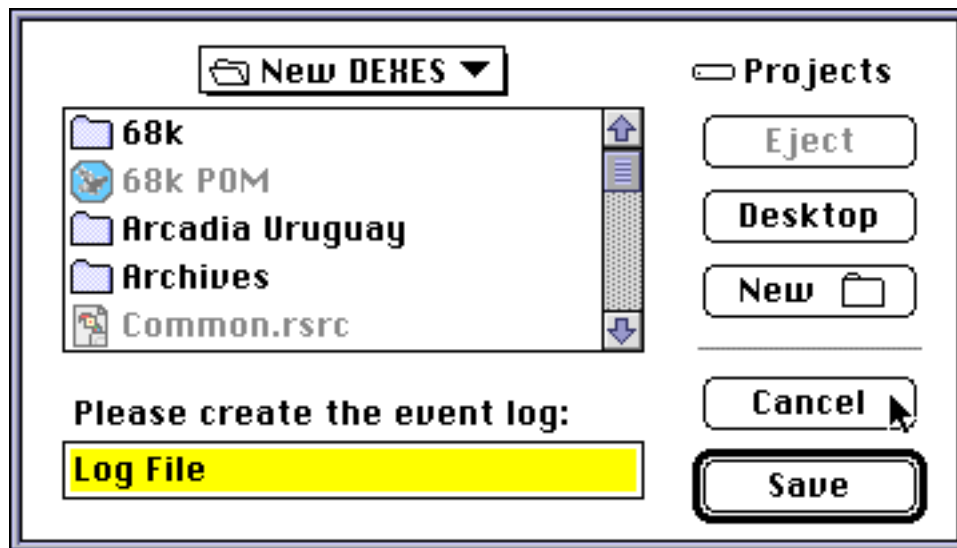 New DEXES
Projects
68k
68k POM
Arcadia Uruguay
Archives
Common.rsrc
Eject
Desktop
New
Please create the event log:
Log File
Cancel
Save